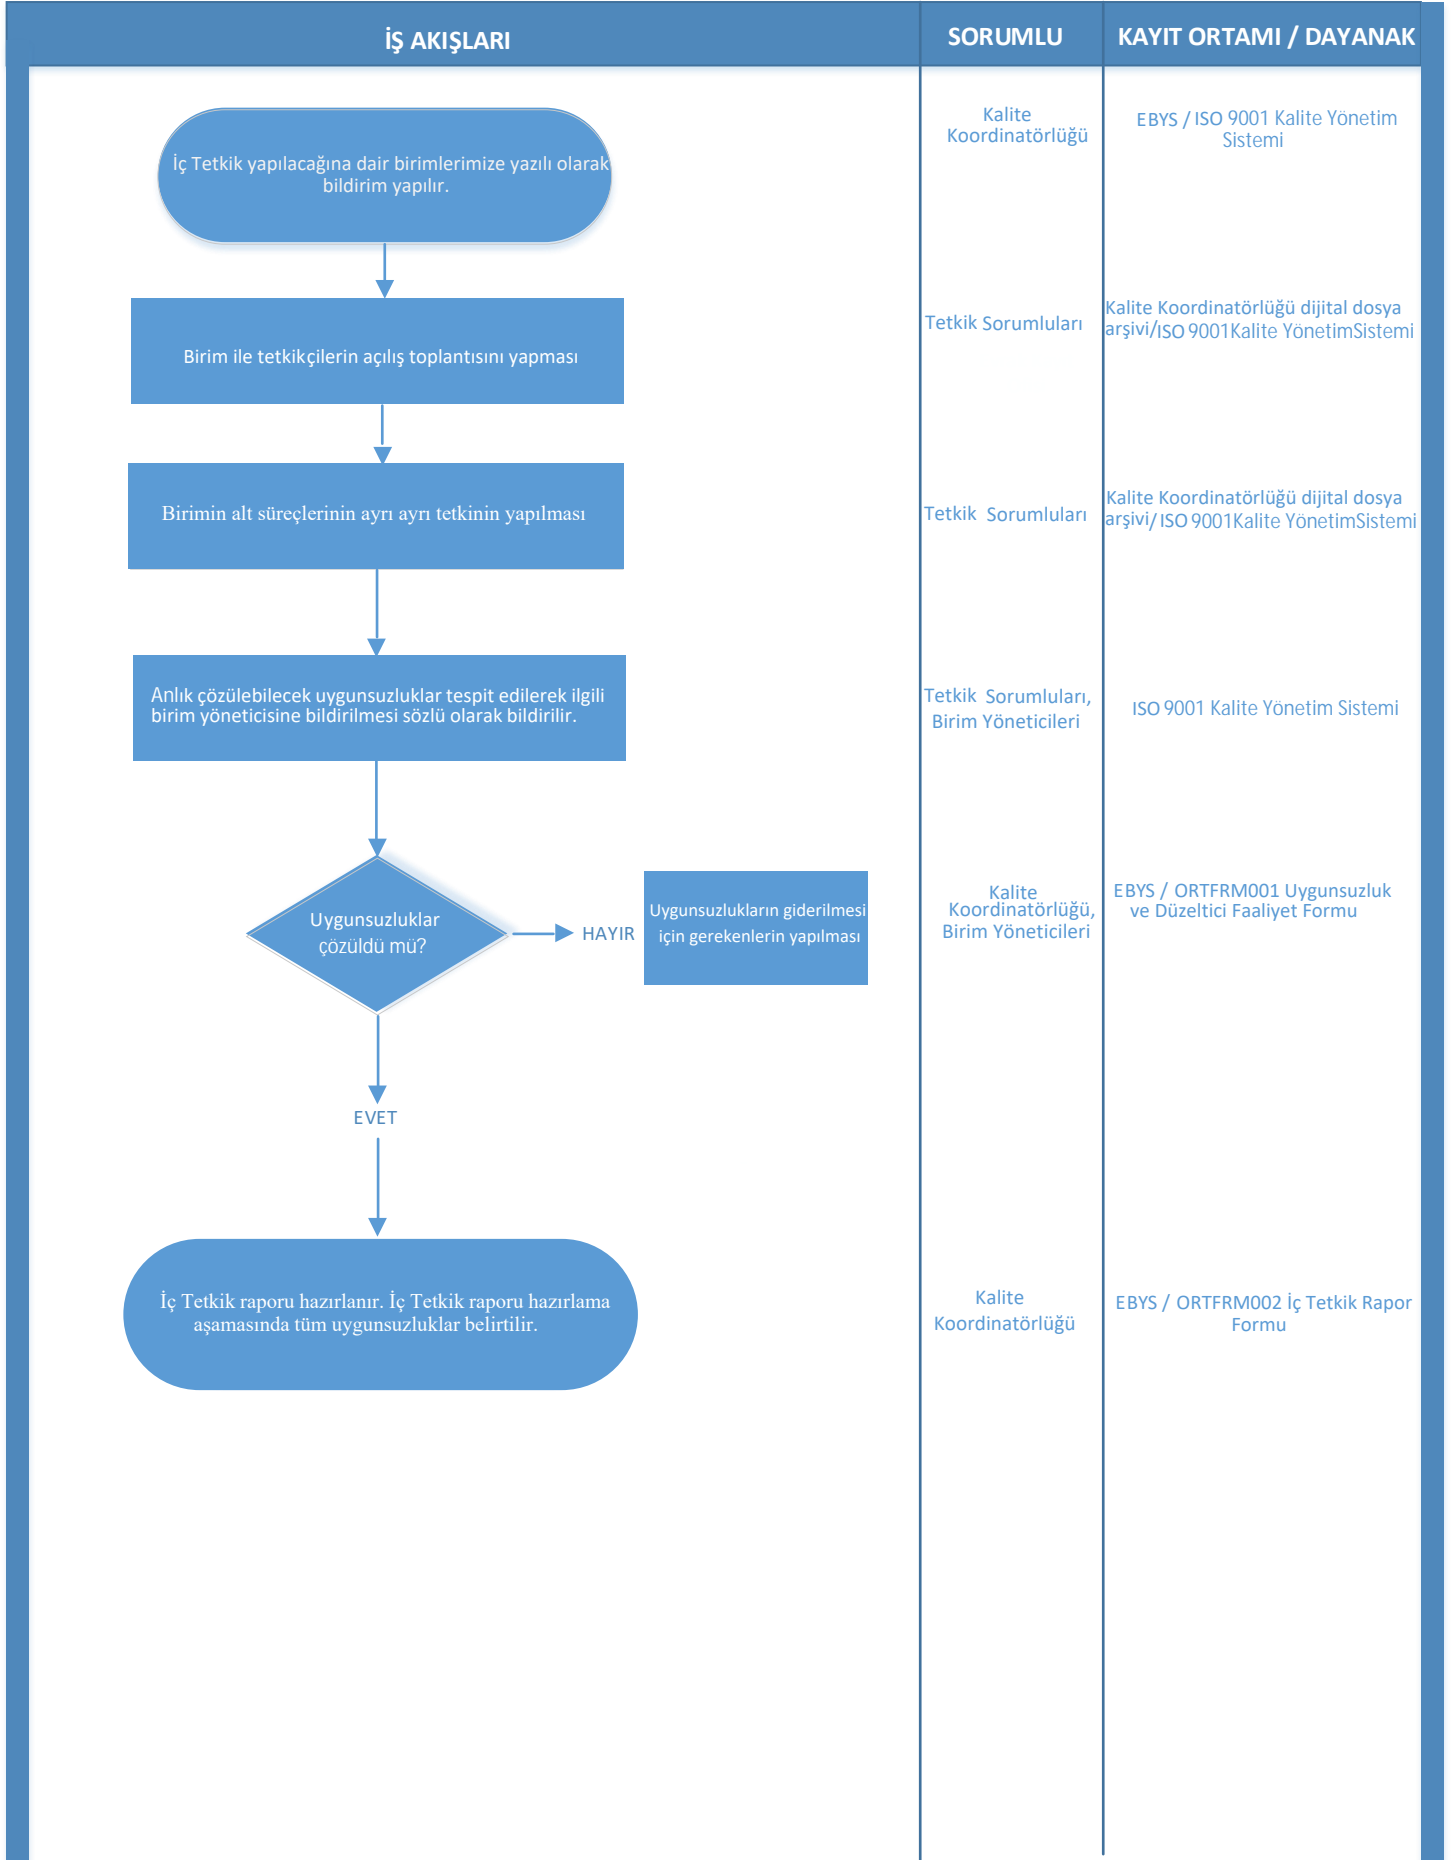 İŞ AKIŞLARI
SORUMLU
KAYIT ORTAMI / DAYANAK
İç Tetkik yapılacağına dair birimlerimize yazılı olarak
bildirim yapılır.
Kalite
Koordinatörlüğü
EBYS / ISO 9001 Kalite Yönetim
Sistemi
Birim ile tetkikçilerin açılış toplantısını yapması
Tetkik Sorumluları
Kalite Koordinatörlüğü dijital dosya
arşivi/ISO 9001Kalite YönetimSistemi
Birimin alt süreçlerinin ayrı ayrı tetkinin yapılması
Tetkik Sorumluları
Kalite Koordinatörlüğü dijital dosya
arşivi/ISO 9001Kalite YönetimSistemi
Anlık çözülebilecek uygunsuzluklar tespit edilerek ilgili
birim yöneticisine bildirilmesi sözlü olarak bildirilir.
Tetkik Sorumluları,
Birim Yöneticileri
ISO 9001 Kalite Yönetim Sistemi
Uygunsuzluklar
çözüldü mü?
HAYIR
Uygunsuzlukların giderilmesi
için gerekenlerin yapılması
Kalite
Koordinatörlüğü,
Birim Yöneticileri
EBYS / ORTFRM001 Uygunsuzluk
ve Düzeltici Faaliyet Formu
EVET
İç Tetkik raporu hazırlanır. İç Tetkik raporu hazırlama
aşamasında tüm uygunsuzluklar belirtilir.
Kalite
Koordinatörlüğü
EBYS / ORTFRM002 İç Tetkik Rapor
Formu